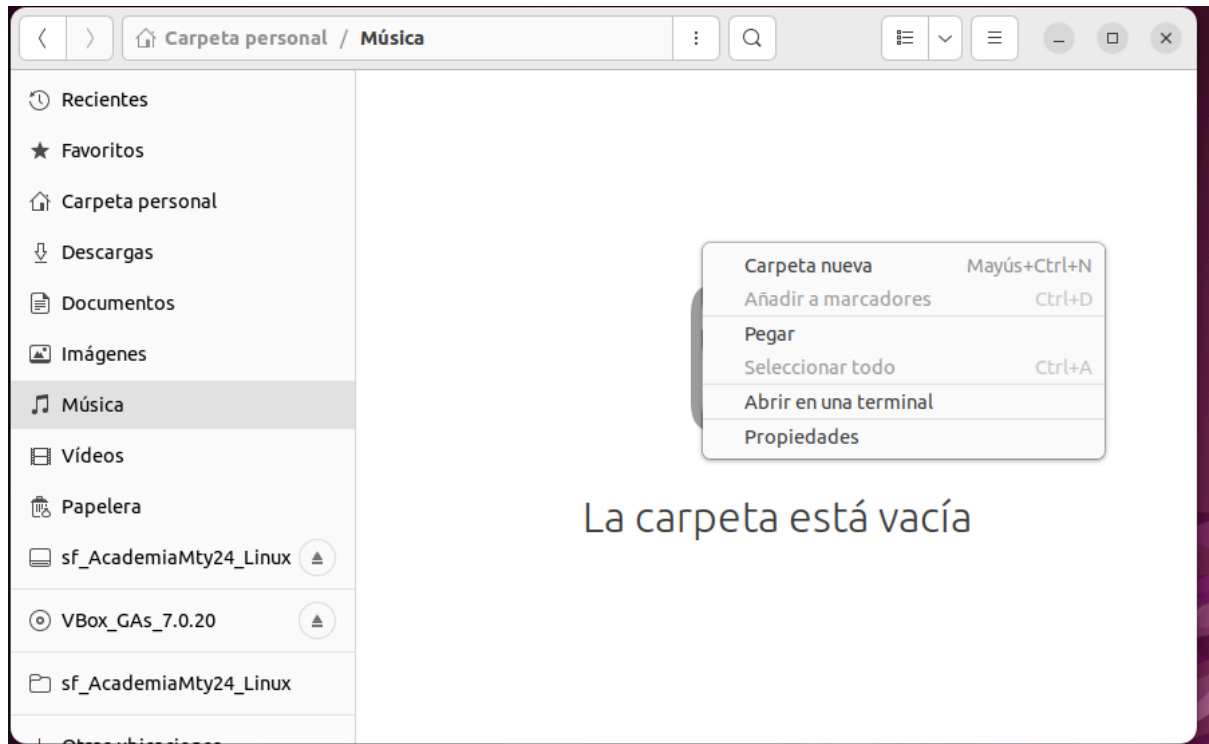 Carpeta personal / Música
Recientes
Favoritos
Carpeta personal
Descargas
Documentos
Imágenes
Música
Vídeos
Papelera
sf_AcademiaMty24_Linux
VBox_GAs_7.0.20
sf_AcademiaMty24_Linux
Otras ubicaciones
Carpeta nueva Mayús+Ctrl+N
Añadir a marcadores Ctrl+D
Pegar
Seleccionar todo Ctrl+A
Abrir en una terminal
Propiedades
La carpeta está vacía